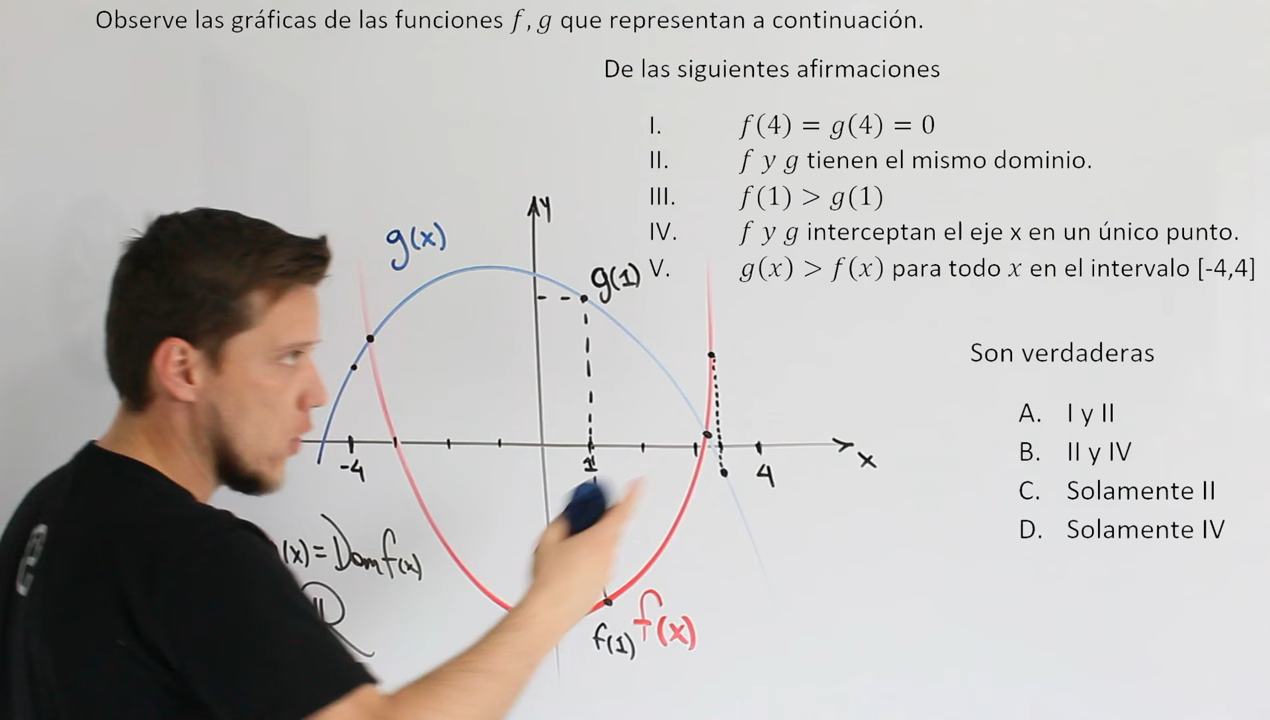 Observe las gráficas de las funciones f, g que representan a continuación.
De las siguientes afirmaciones
I. f(4) = g(4) = 0
II. f y g tienen el mismo dominio.
III. f(1) > g(1)
IV. f y g interceptan el eje x en un único punto.
V. g(x) > f(x) para todo x en el intervalo [-4,4]
y
g(x)
g(1)
Son verdaderas
A. I y II
B. II y IV
C. Solamente II
D. Solamente IV
-4
1
4
x
(x)=Domf(x)
R
f(1)
f(x)